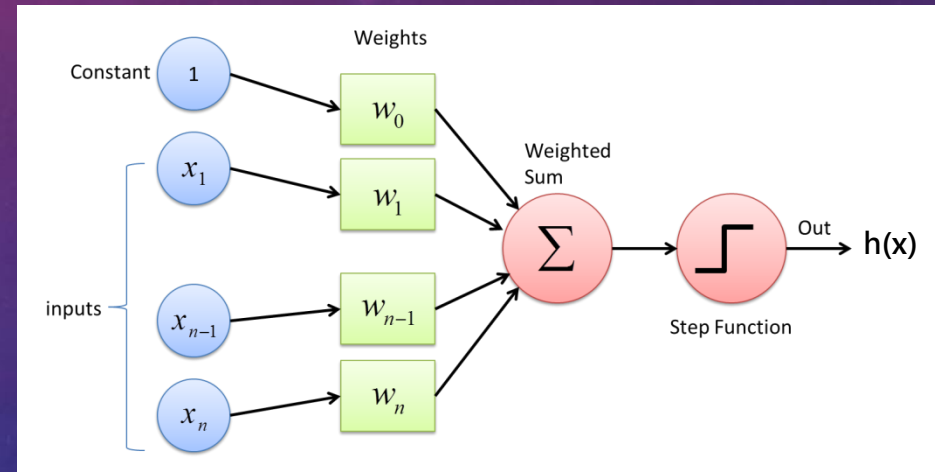 Weights
Constant
1
w₀
x₁
w₁
Weighted
Sum
Σ
Out
h(x)
inputs
xₙ₋₁
wₙ₋₁
Step Function
xₙ
wₙ